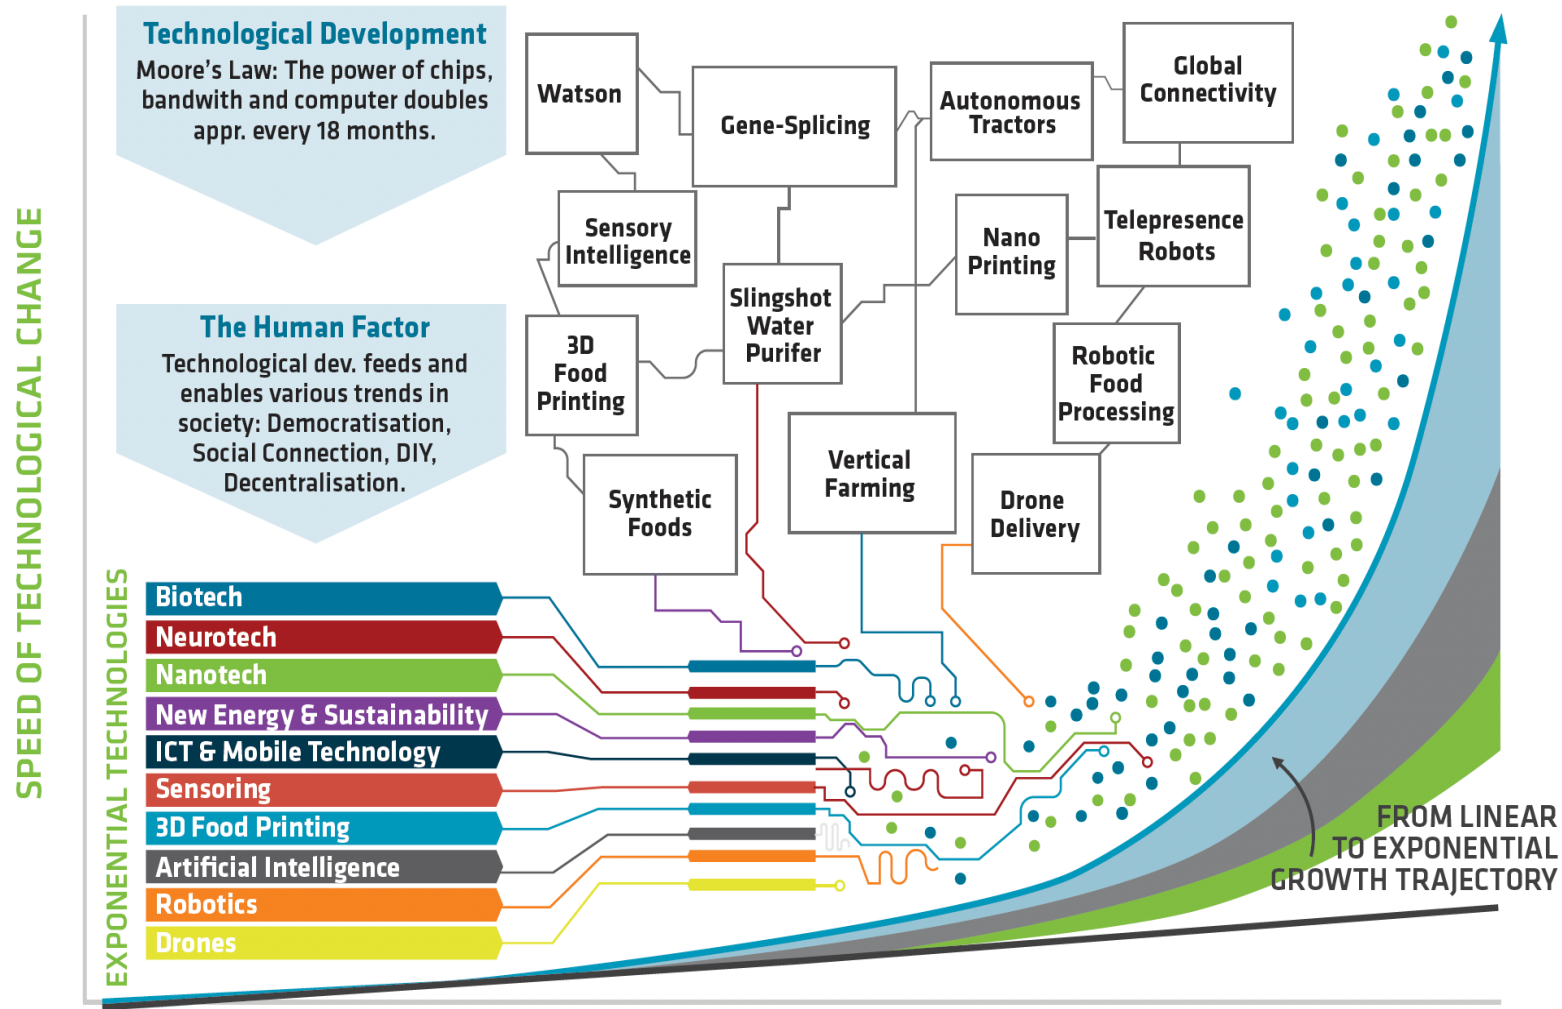 SPEED OF TECHNOLOGICAL CHANGE
Technological Development
Moore's Law: The power of chips,
bandwith and computer doubles
appr. every 18 months.
The Human Factor
Technological dev. feeds and
enables various trends in
society: Democratisation,
Social Connection, DIY,
Decentralisation.
Watson
Gene-Splicing
Autonomous
Tractors
Global
Connectivity
Sensory
Intelligence
Nano
Printing
Telepresence
Robots
Slingshot
Water
Purifer
3D
Food
Printing
Robotic
Food
Processing
Vertical
Farming
Synthetic
Foods
Drone
Delivery
EXPONENTIAL TECHNOLOGIES
Biotech
Neurotech
Nanotech
New Energy & Sustainability
ICT & Mobile Technology
Sensoring
3D Food Printing
Artificial Intelligence
Robotics
Drones
FROM LINEAR
TO EXPONENTIAL
GROWTH TRAJECTORY